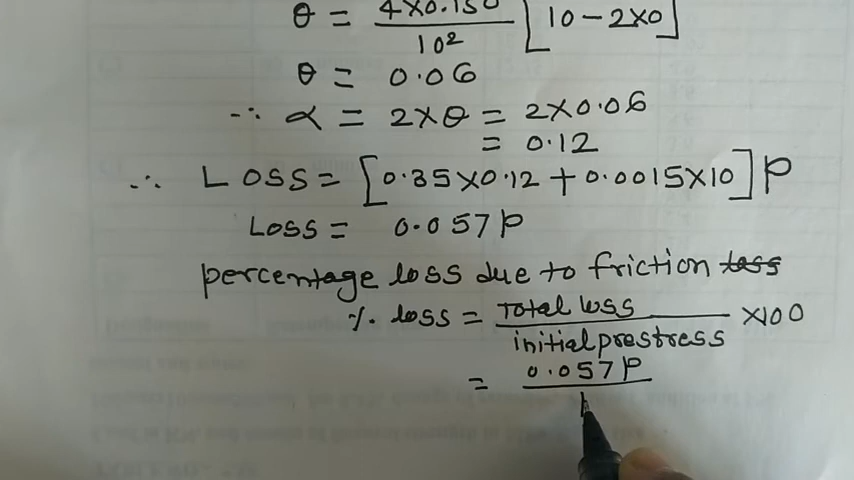 θ = 4×0.150 / 10² [10 - 2×0]
θ = 0.06
∴ α = 2×θ = 2×0.06
= 0.12
∴ Loss = [0.35×0.12 + 0.0015×10] P
Loss = 0.057 P
percentage loss due to friction loss
% loss = Total loss / initial prestress ×100
= 0.057 P /